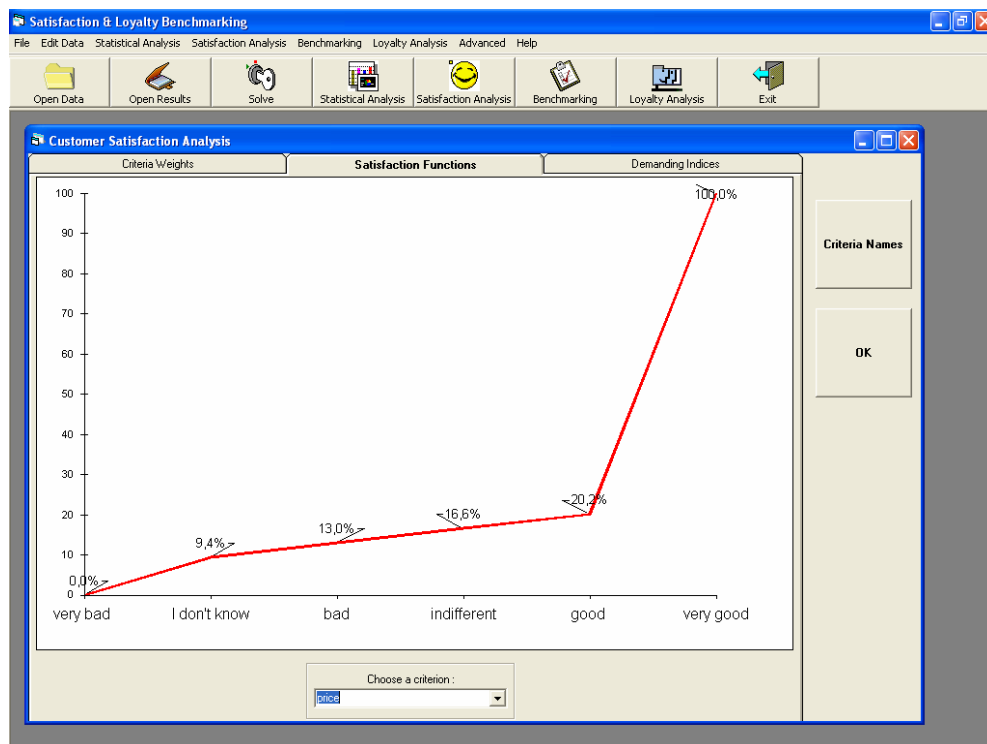 Satisfaction & Loyalty Benchmarking
File Edit Data Statistical Analysis Satisfaction Analysis Benchmarking Loyalty Analysis Advanced Help
Open Data Open Results Solve Statistical Analysis Satisfaction Analysis Benchmarking Loyalty Analysis Exit
Customer Satisfaction Analysis
Criteria Weights Satisfaction Functions Demanding Indices
100
100,0%
90
Criteria Names
80
70
60
OK
50
40
30
20,2%
20
16,6%
13,0%
9,4%
10
0,0%
0
very bad I don't know bad indifferent good very good
Choose a criterion :
price